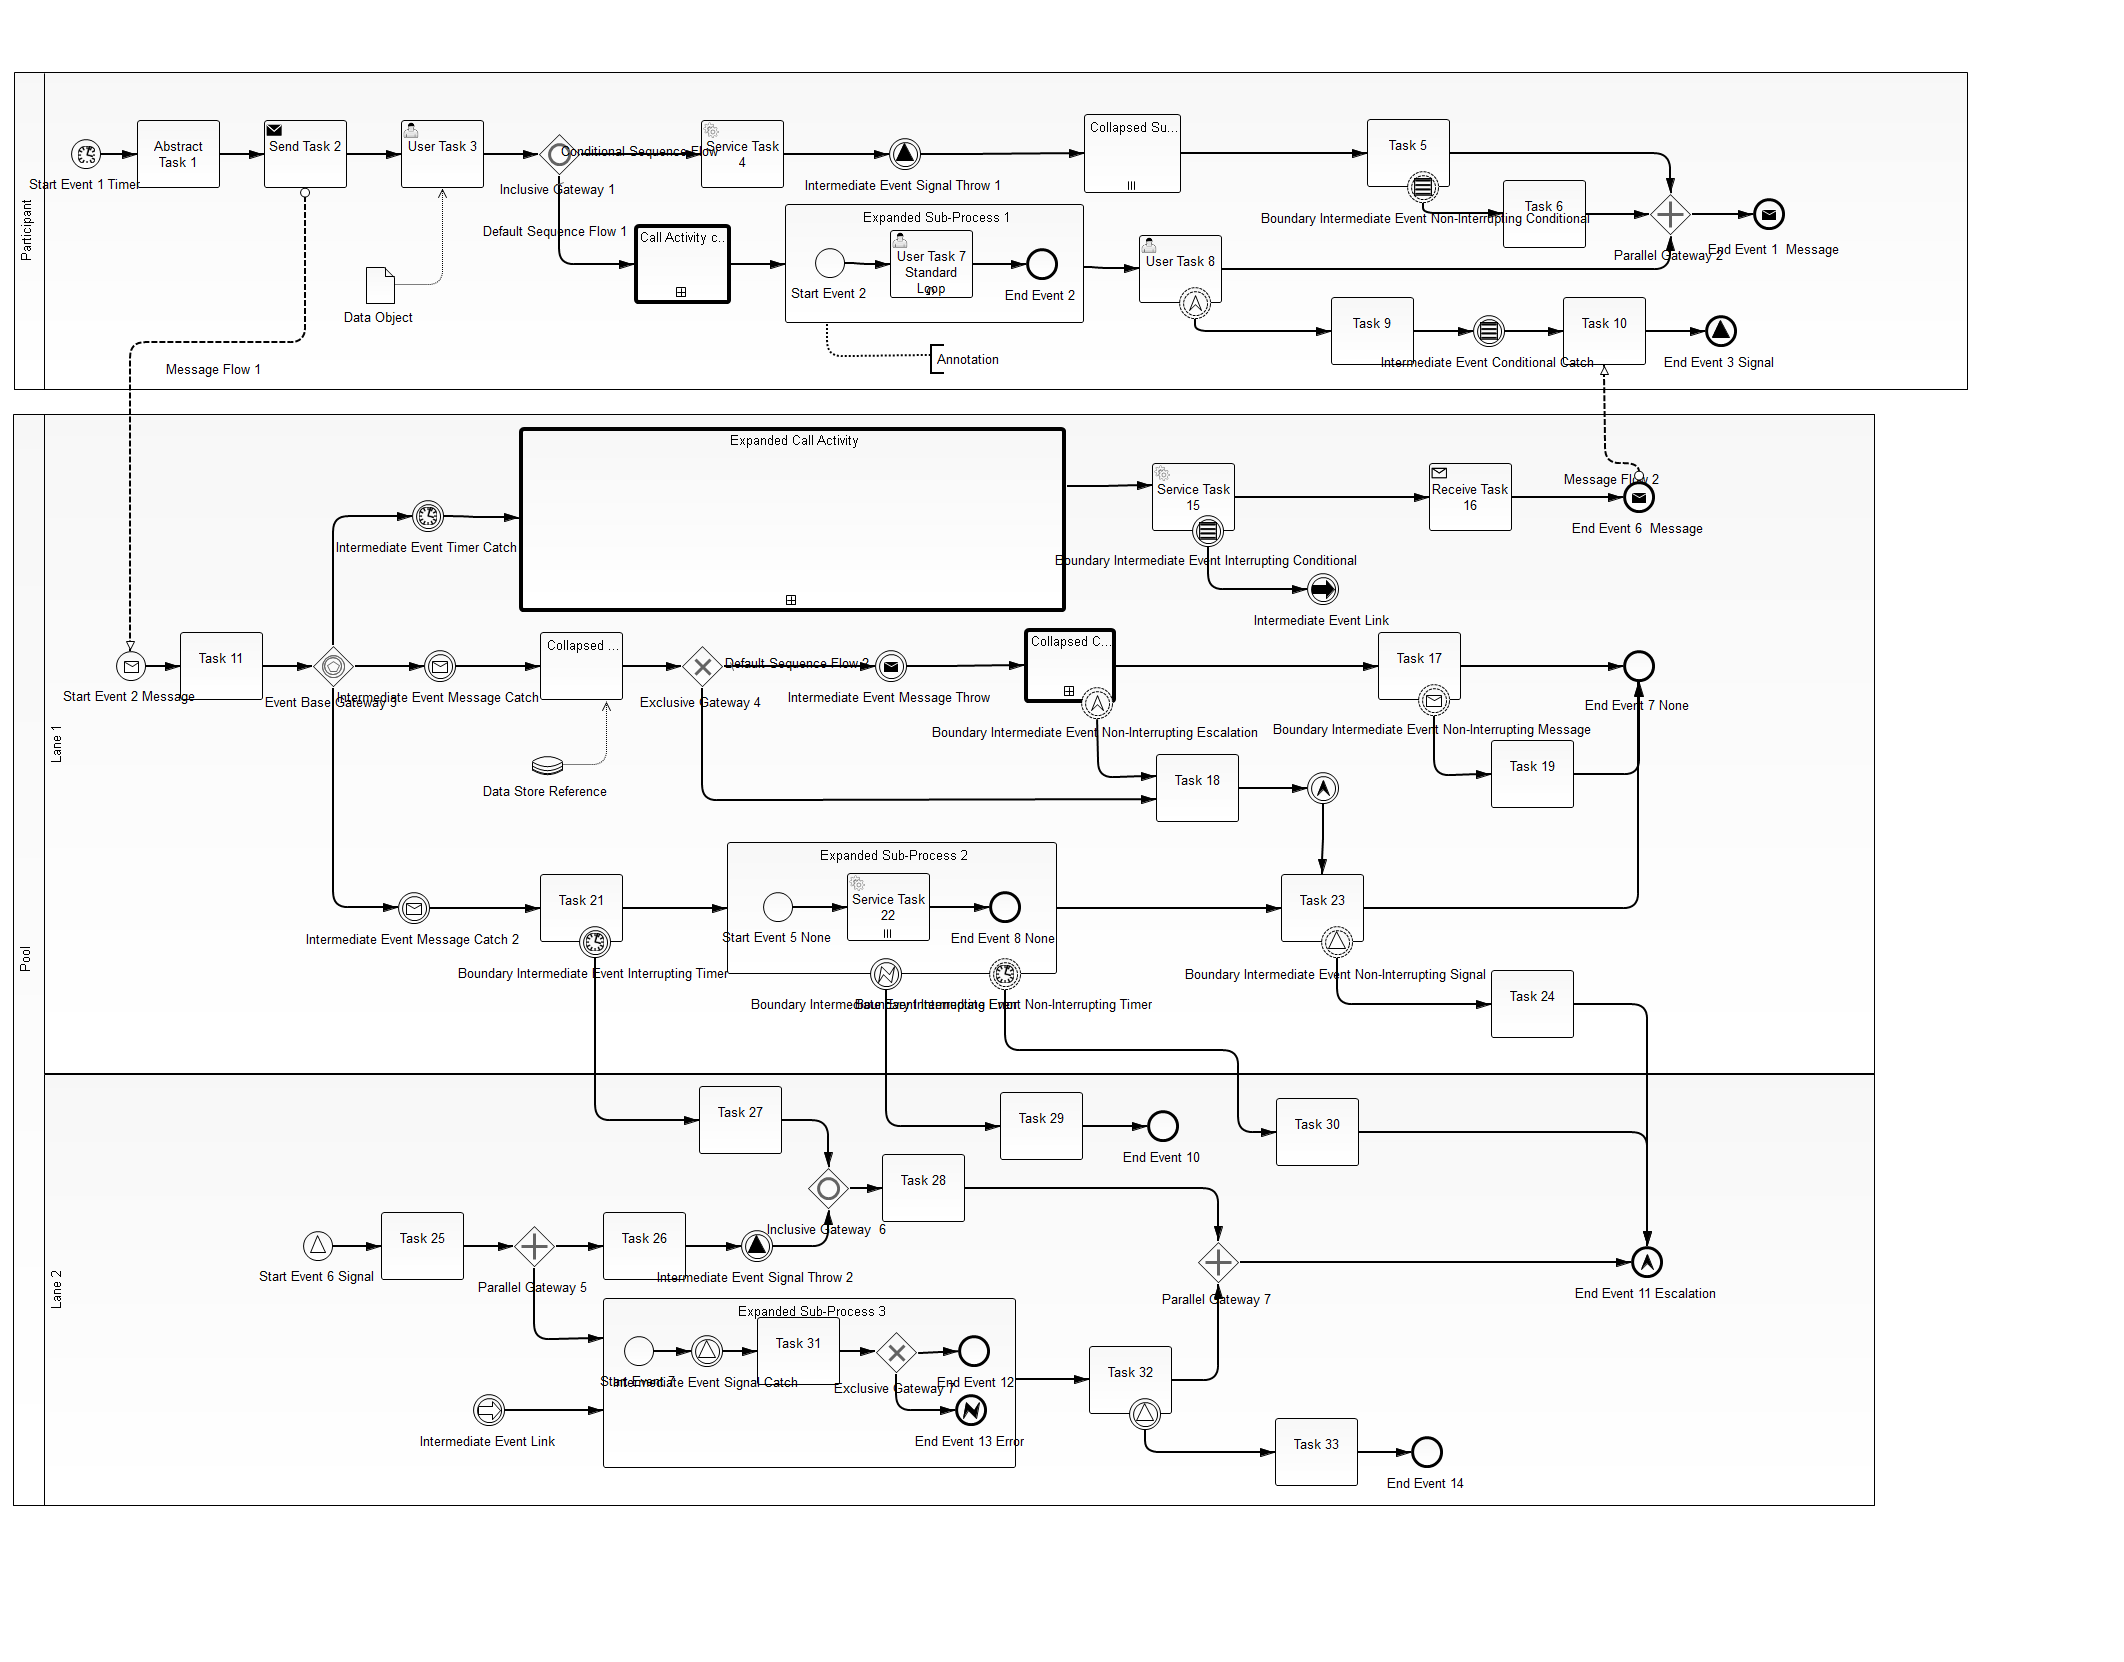 Participant
Start Event 1 Timer
Abstract
Task 1
Send Task 2
User Task 3
Inclusive Gateway 1
Conditional Sequence Flow
Service Task
4
Intermediate Event Signal Throw 1
Collapsed Su...
Task 5
Boundary Intermediate Event Non-Interrupting Conditional
Task 6
Parallel Gateway 2
End Event 1  Message
Default Sequence Flow 1
Call Activity c...
Expanded Sub-Process 1
Start Event 2
User Task 7
Standard
Loop
End Event 2
User Task 8
Data Object
Message Flow 1
Annotation
Task 9
Intermediate Event Conditional Catch
Task 10
End Event 3 Signal
Pool
Lane 1
Expanded Call Activity
Intermediate Event Timer Catch
Service Task
15
Receive Task
16
Message Flow 2
End Event 6  Message
Boundary Intermediate Event Interrupting Conditional
Intermediate Event Link
Start Event 2 Message
Task 11
Event Base Gateway 3
Intermediate Event Message Catch
Collapsed ...
Exclusive Gateway 4
Default Sequence Flow 2
Intermediate Event Message Throw
Collapsed C...
Boundary Intermediate Event Non-Interrupting Escalation
Task 17
Boundary Intermediate Event Non-Interrupting Message
End Event 7 None
Data Store Reference
Task 18
Task 19
Intermediate Event Message Catch 2
Task 21
Boundary Intermediate Event Interrupting Timer
Expanded Sub-Process 2
Start Event 5 None
Service Task
22
End Event 8 None
Boundary Intermediate Event Interrupting Error
Boundary Intermediate Event Non-Interrupting Timer
Task 23
Boundary Intermediate Event Non-Interrupting Signal
Task 24
Lane 2
Task 27
Task 29
End Event 10
Task 30
Inclusive Gateway  6
Task 28
Start Event 6 Signal
Task 25
Parallel Gateway 5
Task 26
Intermediate Event Signal Throw 2
Parallel Gateway 7
End Event 11 Escalation
Expanded Sub-Process 3
Start Event 7
Intermediate Event Signal Catch
Task 31
Exclusive Gateway 7
End Event 12
End Event 13 Error
Intermediate Event Link
Task 32
Task 33
End Event 14